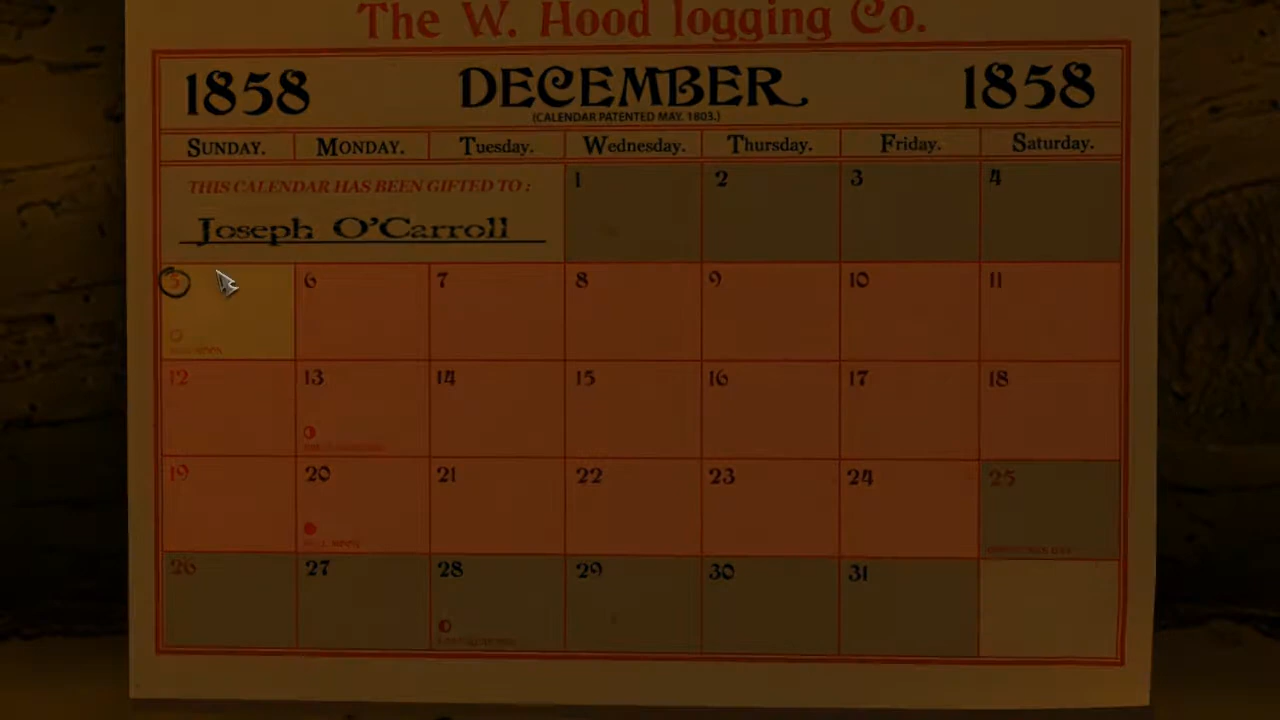 The W. Hood logging Co.
1858 DECEMBER 1858
(CALENDAR PATENTED MAY. 1803.)
SUNDAY. MONDAY. Tuesday. Wednesday. Thursday. Friday. Saturday.
THIS CALENDAR HAS BEEN GIFTED TO :
Joseph O'Carroll
1 2 3 4
5 6 7 8 9 10 11
12 13 14 15 16 17 18
19 20 21 22 23 24 25
26 27 28 29 30 31